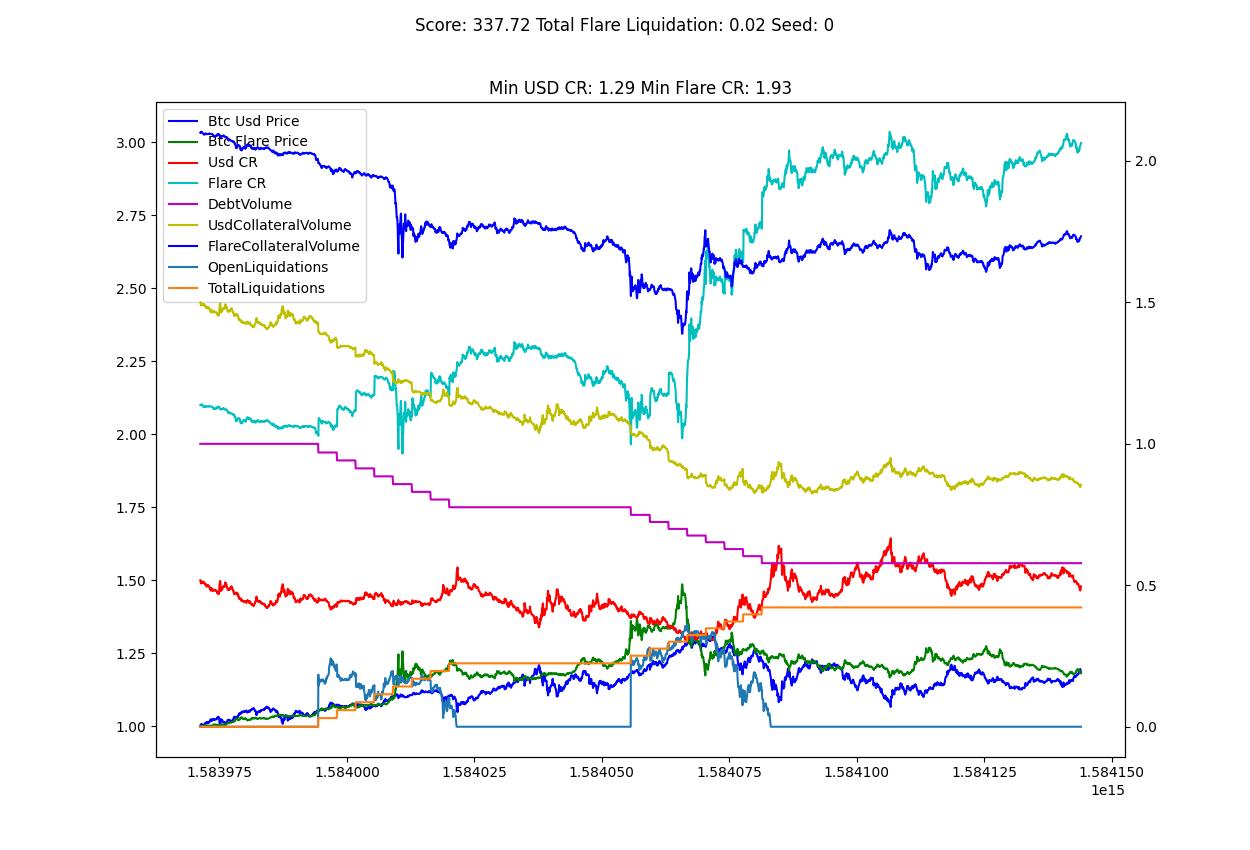 Score: 337.72 Total Flare Liquidation: 0.02 Seed: 0
Min USD CR: 1.29 Min Flare CR: 1.93
Btc Usd Price
Btc Flare Price
Usd CR
Flare CR
DebtVolume
UsdCollateralVolume
FlareCollateralVolume
OpenLiquidations
TotalLiquidations
3.00
2.75
2.50
2.25
2.00
1.75
1.50
1.25
1.00
2.0
1.5
1.0
0.5
0.0
1.583975 1.584000 1.584025 1.584050 1.584075 1.584100 1.584125 1.584150
1e15